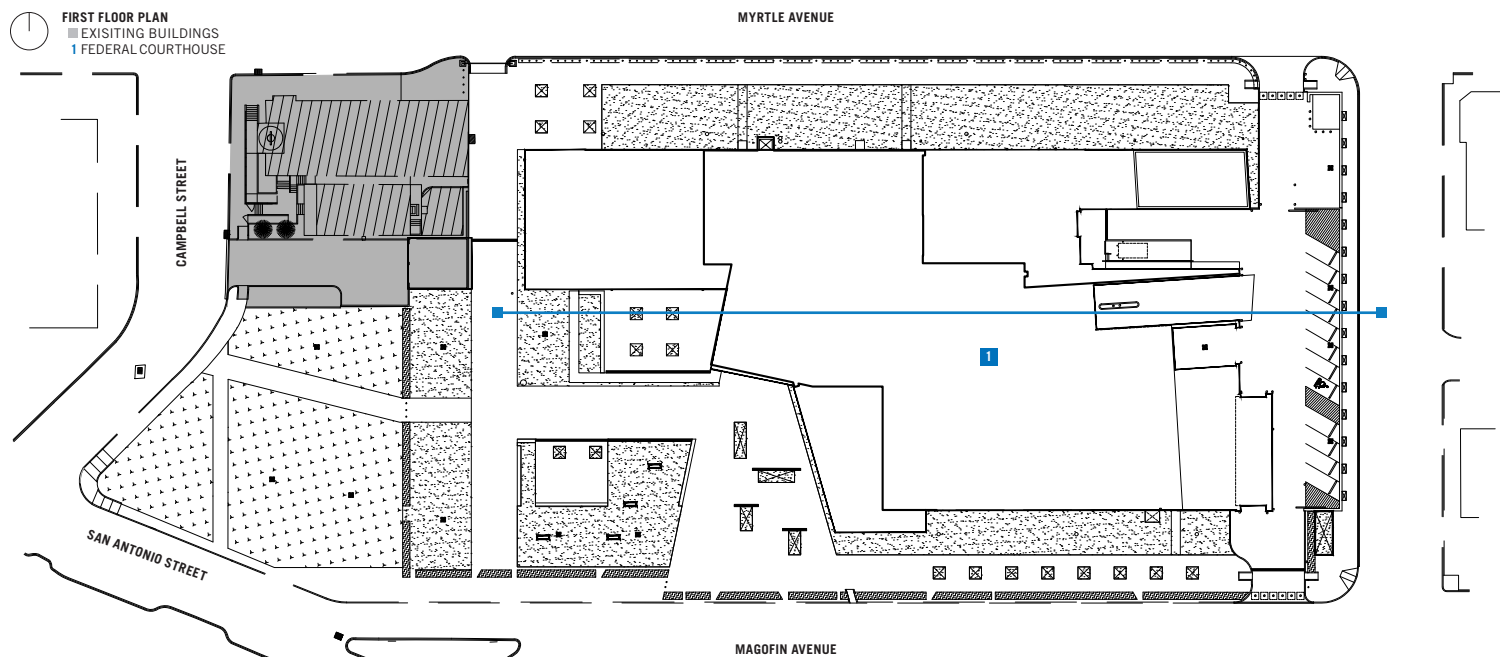 FIRST FLOOR PLAN
EXISITING BUILDINGS
1 FEDERAL COURTHOUSE
MYRTLE AVENUE
CAMPBELL STREET
1
SAN ANTONIO STREET
MAGOFIN AVENUE